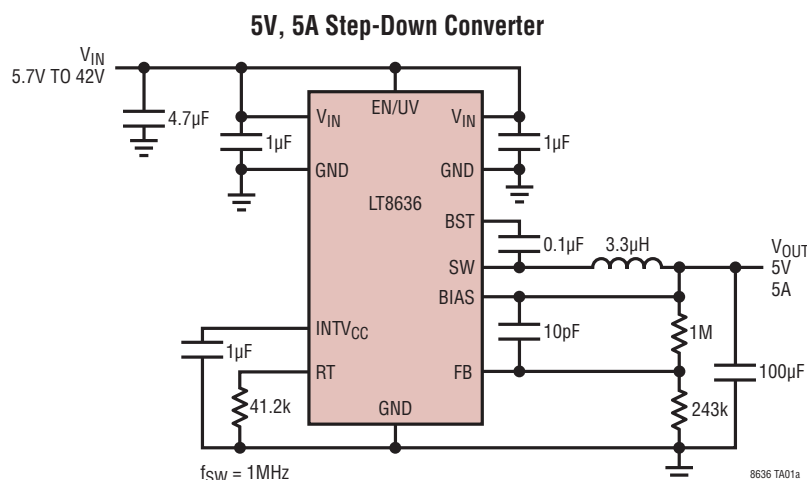 5V, 5A Step-Down Converter
VIN
5.7V TO 42V
4.7µF
1µF
VIN
EN/UV
VIN
1µF
GND
GND
LT8636
BST
0.1µF
3.3µH
SW
VOUT
5V
5A
BIAS
10pF
1M
INTVCC
1µF
RT
FB
100µF
41.2k
GND
243k
fSW = 1MHz
8636 TA01a